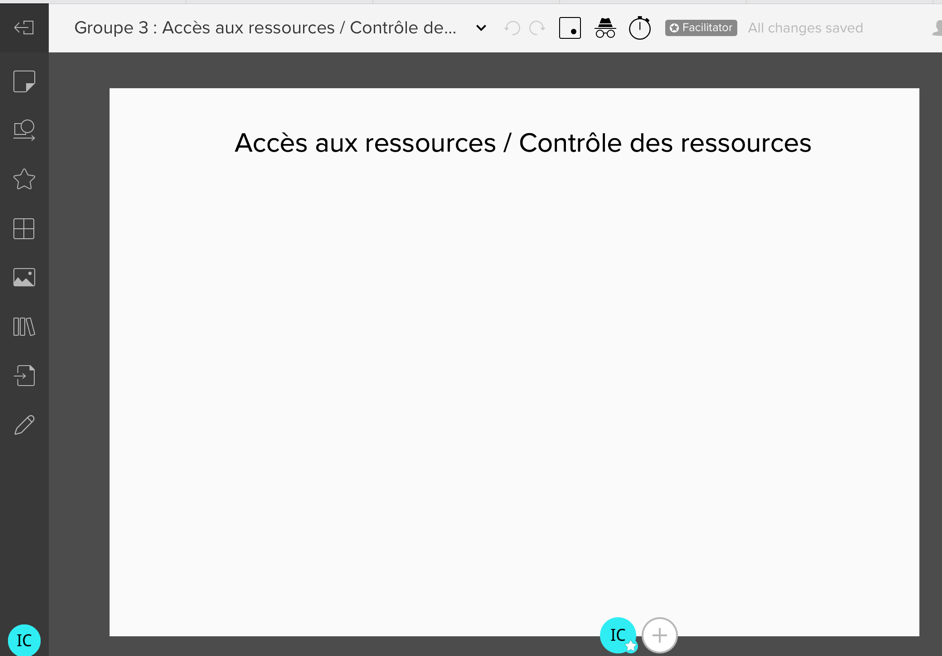 Groupe 3 : Accès aux ressources / Contrôle de...
Facilitator
All changes saved
Accès aux ressources / Contrôle des ressources
IC
IC